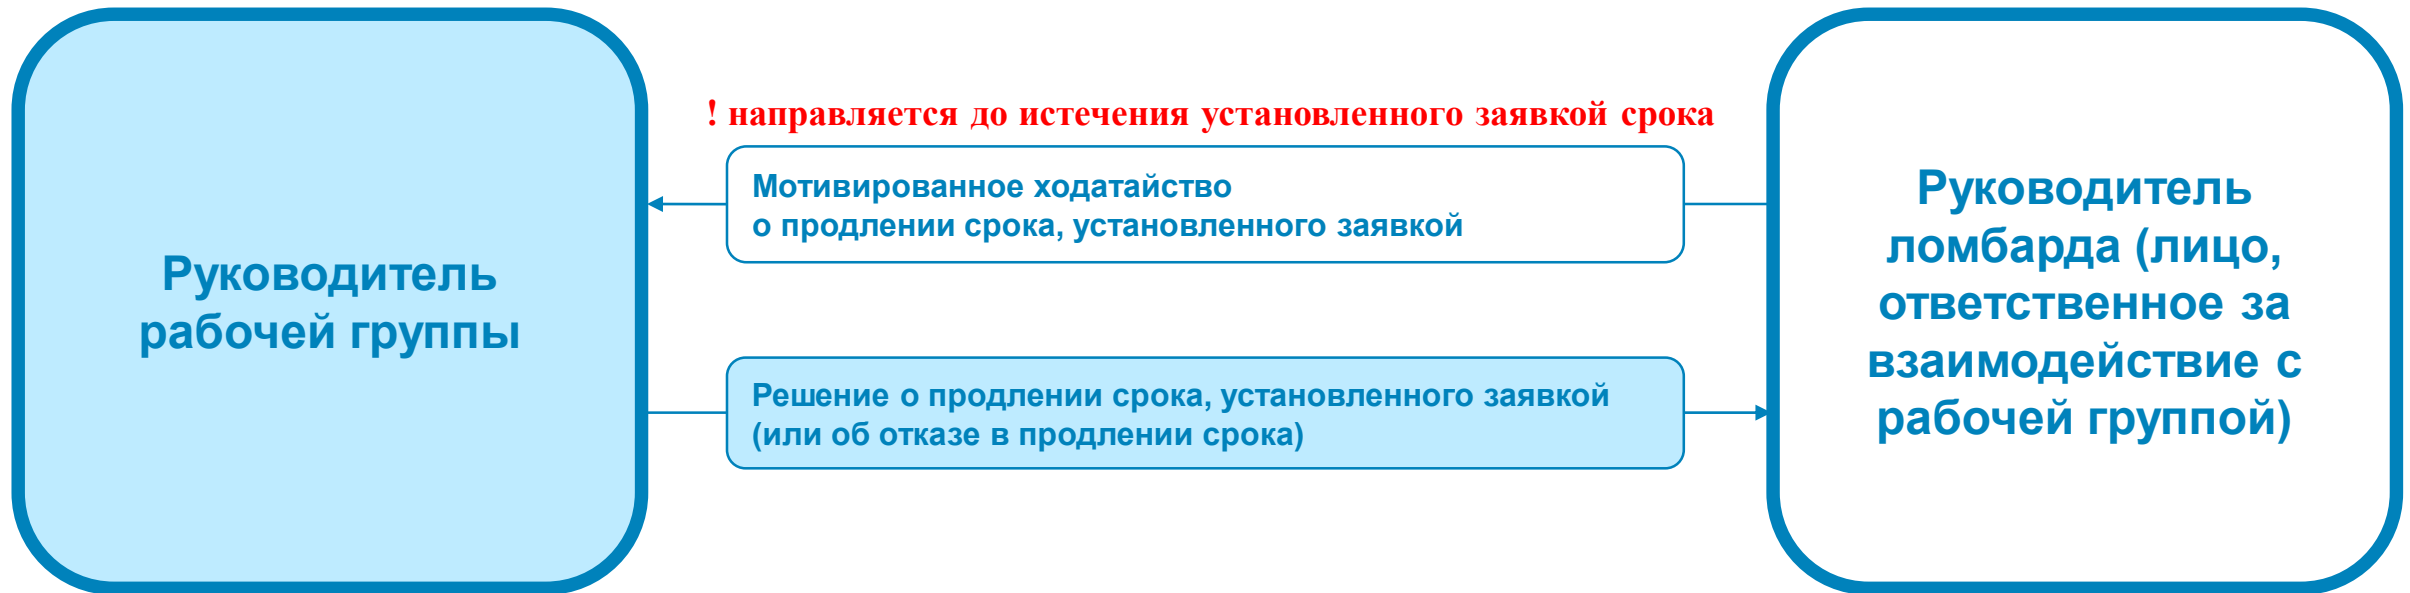 Руководитель
рабочей группы
! направляется до истечения установленного заявкой срока
Мотивированное ходатайство
о продлении срока, установленного заявкой
Решение о продлении срока, установленного заявкой
(или об отказе в продлении срока)
Руководитель
ломбарда (лицо,
ответственное за
взаимодействие с
рабочей группой)